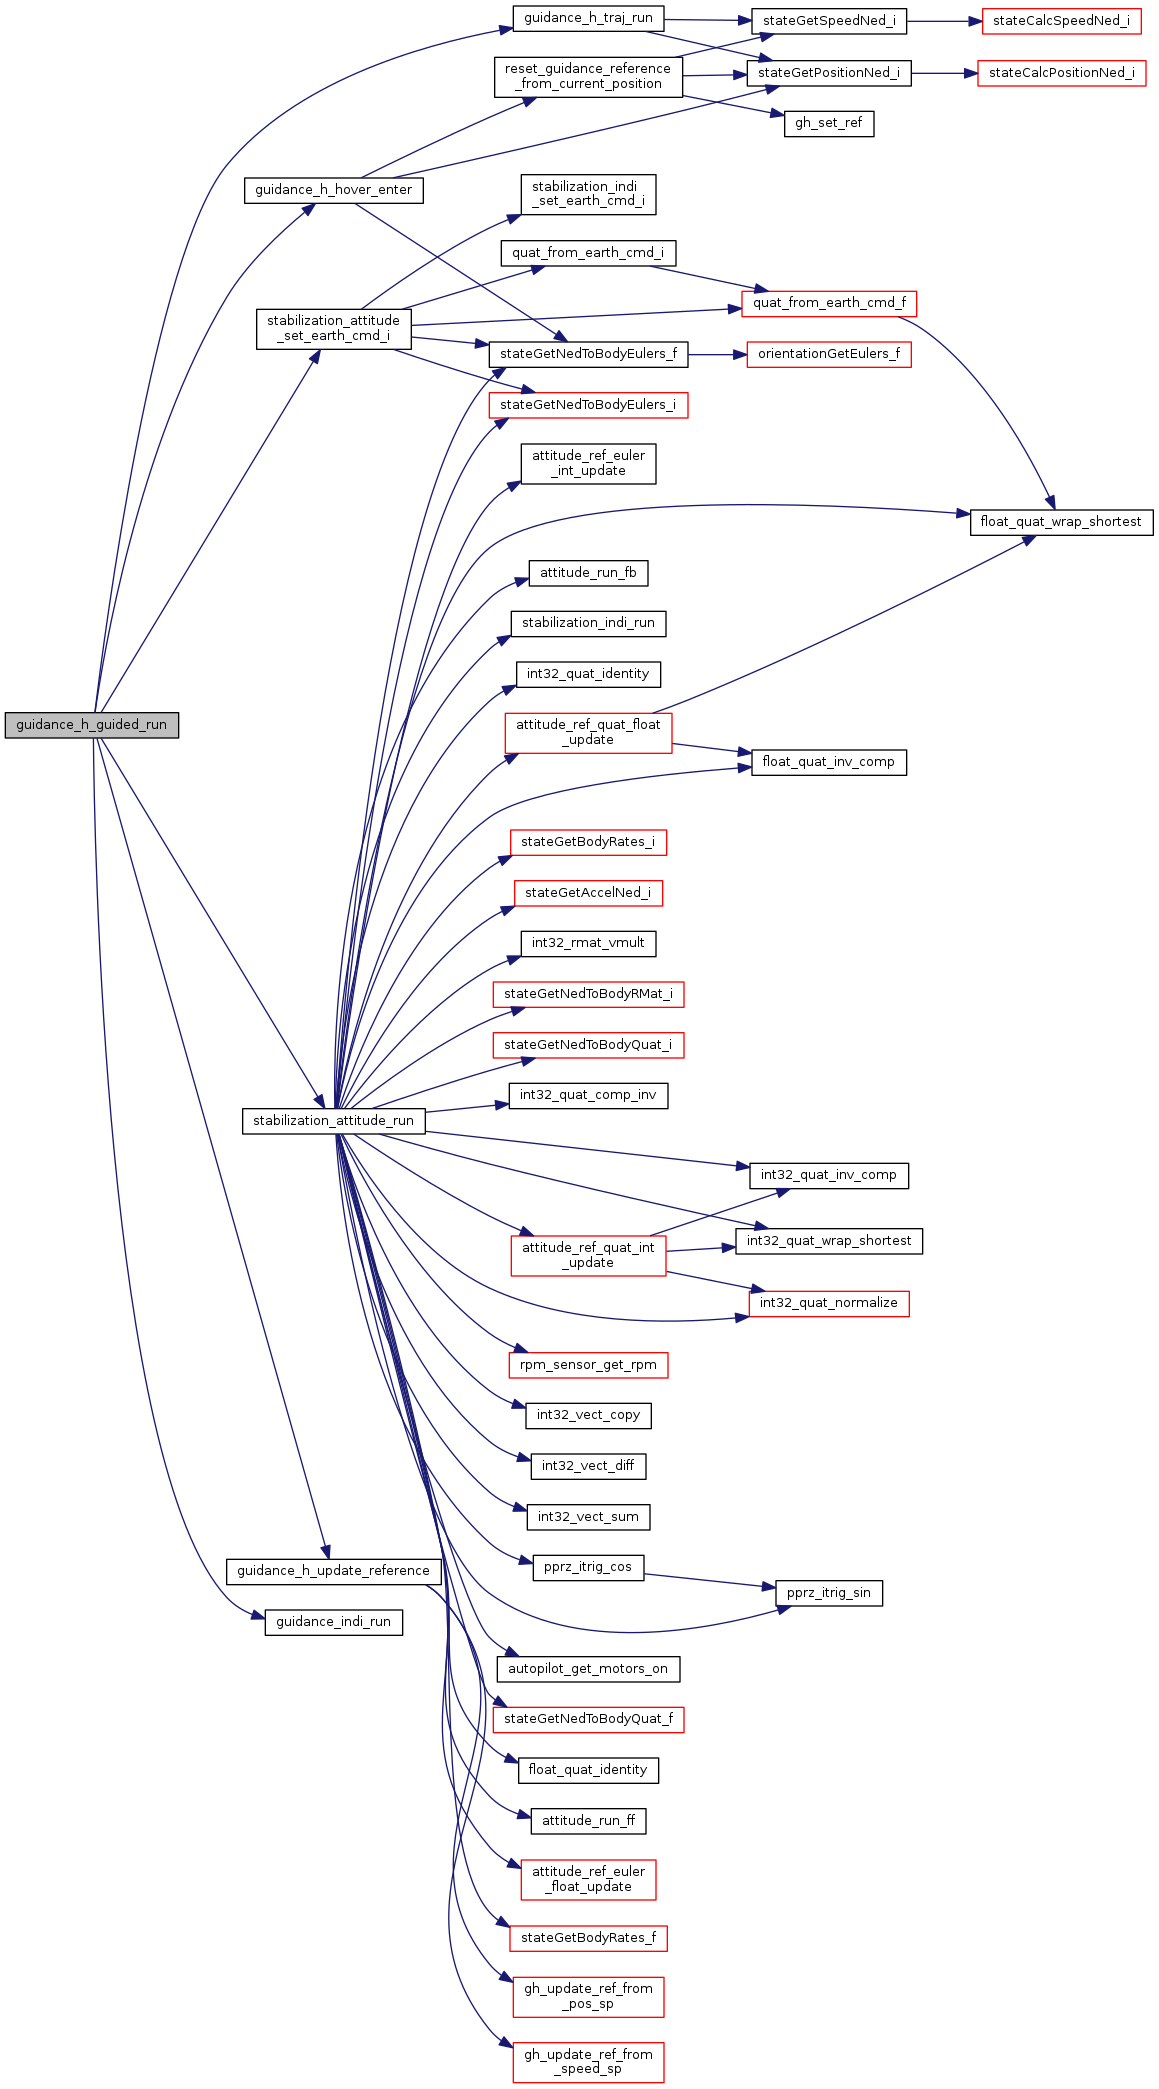 guidance_h_traj_run
stateGetSpeedNed_i
stateCalcSpeedNed_i
reset_guidance_reference
_from_current_position
stateGetPositionNed_i
stateCalcPositionNed_i
gh_set_ref
guidance_h_hover_enter
stabilization_indi
_set_earth_cmd_i
quat_from_earth_cmd_i
quat_from_earth_cmd_f
stabilization_attitude
_set_earth_cmd_i
stateGetNedToBodyEulers_f
orientationGetEulers_f
stateGetNedToBodyEulers_i
attitude_ref_euler
_int_update
float_quat_wrap_shortest
attitude_run_fb
stabilization_indi_run
int32_quat_identity
guidance_h_guided_run
attitude_ref_quat_float
_update
float_quat_inv_comp
stateGetBodyRates_i
stateGetAccelNed_i
int32_rmat_vmult
stateGetNedToBodyRMat_i
stateGetNedToBodyQuat_i
int32_quat_comp_inv
stabilization_attitude_run
int32_quat_inv_comp
int32_quat_wrap_shortest
attitude_ref_quat_int
_update
int32_quat_normalize
rpm_sensor_get_rpm
int32_vect_copy
int32_vect_diff
int32_vect_sum
pprz_itrig_cos
guidance_h_update_reference
pprz_itrig_sin
guidance_indi_run
autopilot_get_motors_on
stateGetNedToBodyQuat_f
float_quat_identity
attitude_run_ff
attitude_ref_euler
_float_update
stateGetBodyRates_f
gh_update_ref_from
_pos_sp
gh_update_ref_from
_speed_sp